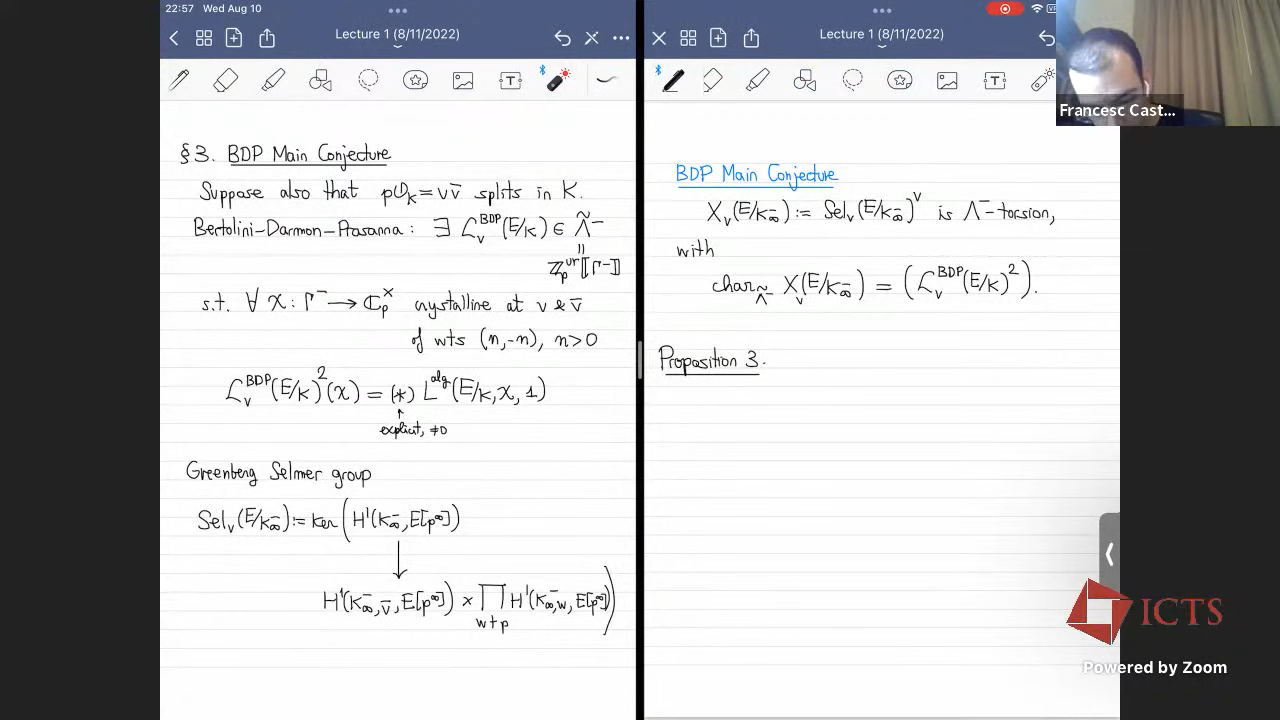 22:57 Wed Aug 10
Lecture 1 (8/11/2022)
Lecture 1 (8/11/2022)
Francesc Cast...
§3. BDP Main Conjecture
Suppose also that pO_K = v v̄ splits in K.
Bertolini-Darmon-Prasanna: ∃ ℒ_v^BDP(E/K) ∈ Λ̃^-
=
ℤ_p^ur[[Γ^-]]
s.t. ∀ χ: Γ^- → ℂ_p^× crystalline at v & v̄
of wts (n,-n), n>0
ℒ_v^BDP(E/K)^2(χ) = (*) L^alg(E/K, χ, 1)
↑
explicit, ≠0
Greenberg Selmer group
Sel_v(E/K_∞^-) := ker ( H^1(K_∞^-, E[p^∞])
↓
H^1(K_∞,v̄^-, E[p^∞]) × ∏ H^1(K_∞,w^-, E[p^∞]) )
w∤p
BDP Main Conjecture
X_v(E/K_∞^-) := Sel_v(E/K_∞^-)^∨ is Λ^- -torsion,
with
char_Λ̃^- X_v(E/K_∞^-) = (ℒ_v^BDP(E/K)^2).
Proposition 3.
ICTS
Powered by Zoom